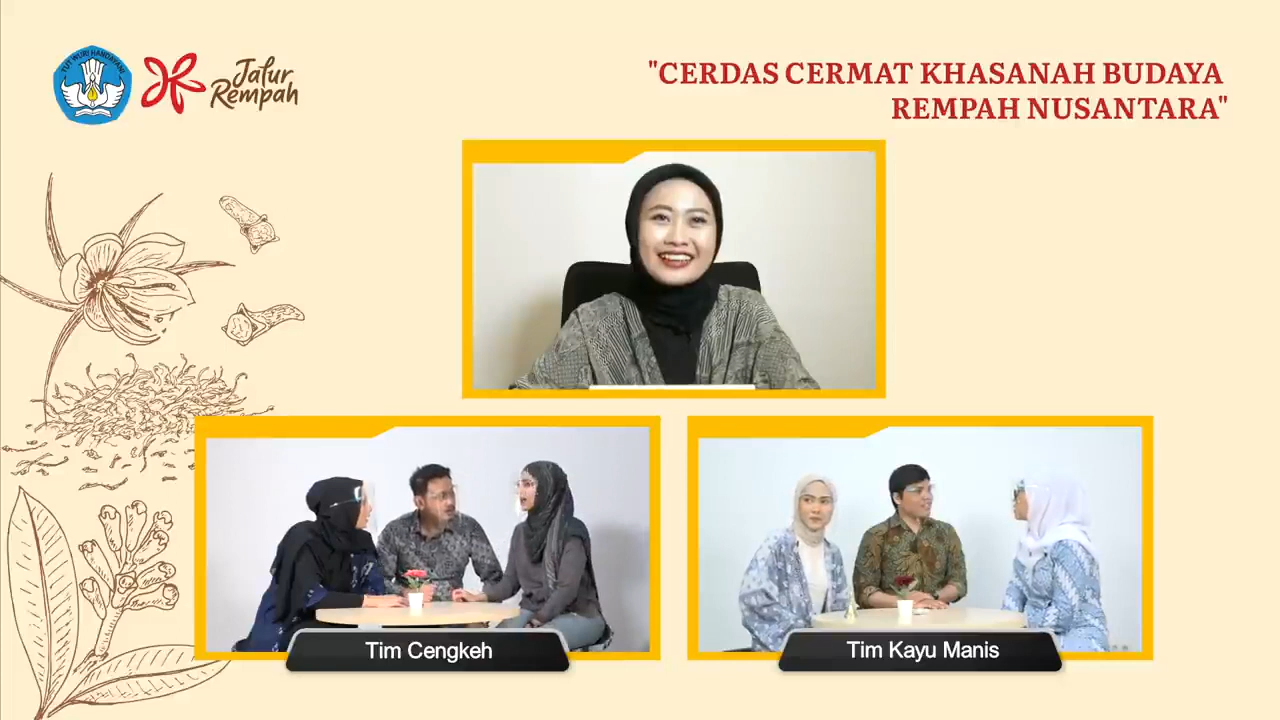 TUT WURI HANDAYANI
Jalur
Rempah
"CERDAS CERMAT KHASANAH BUDAYA
REMPAH NUSANTARA"
Tim Cengkeh
Tim Kayu Manis